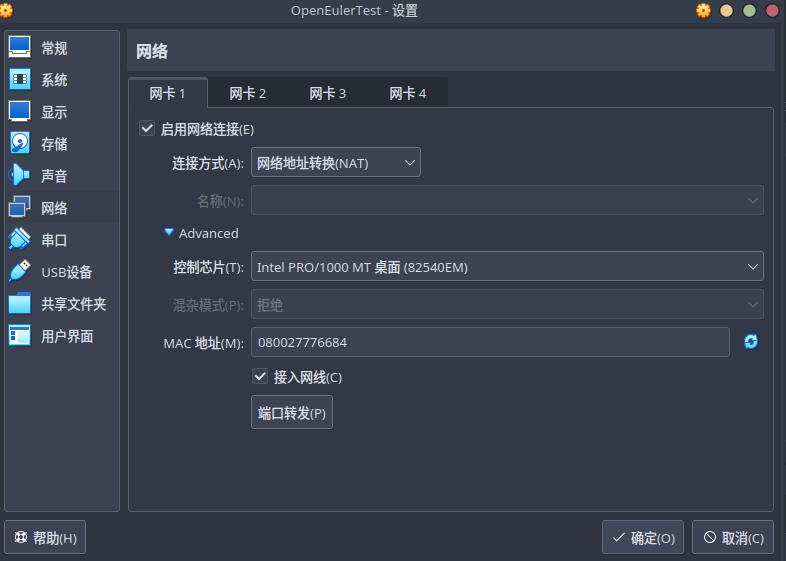 OpenEulerTest - 设置
常规
系统
显示
存储
声音
网络
串口
USB设备
共享文件夹
用户界面
网络
网卡 1 网卡 2 网卡 3 网卡 4
启用网络连接(E)
连接方式(A): 网络地址转换(NAT)
名称(N):
Advanced
控制芯片(T): Intel PRO/1000 MT 桌面 (82540EM)
混杂模式(P): 拒绝
MAC 地址(M): 080027776684
接入网线(C)
端口转发(P)
帮助(H) 确定(O) 取消(C)